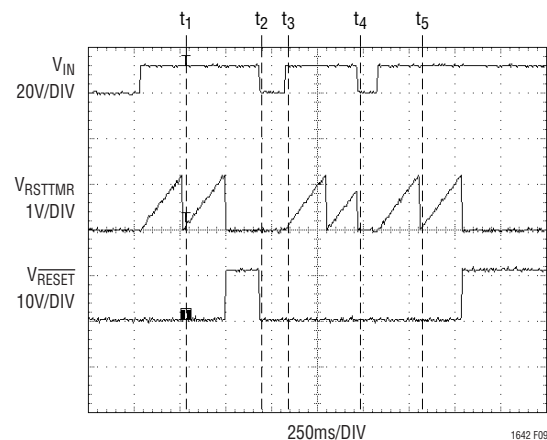 t1 t2 t3 t4 t5
VIN
20V/DIV
VRSTTMR
1V/DIV
VRESET
10V/DIV
250ms/DIV
1642 F09